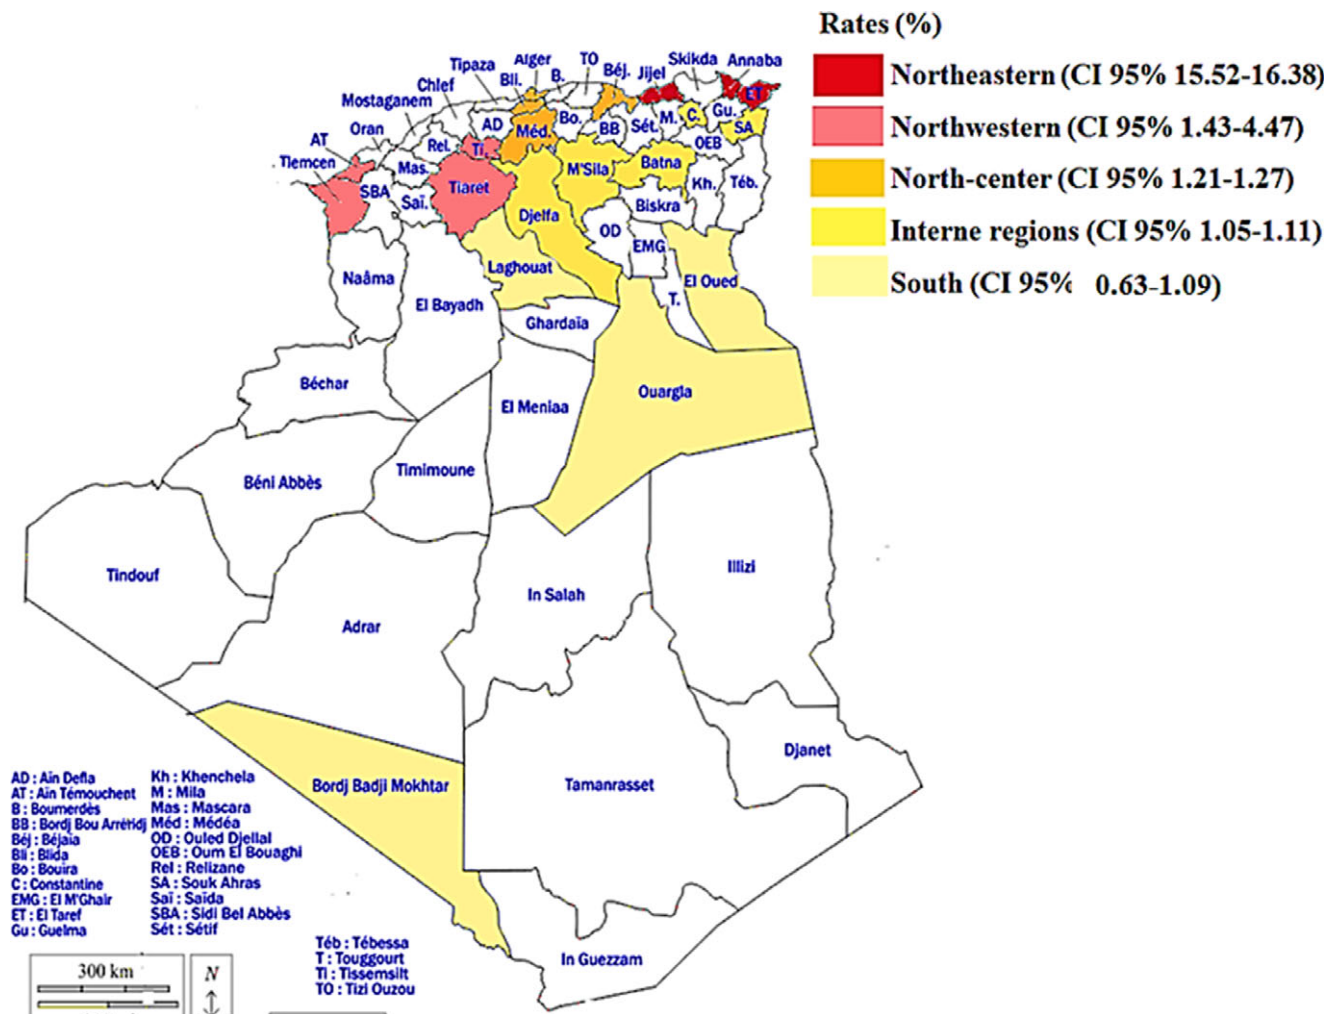 Rates (%)
Northeastern (CI 95% 15.52-16.38)
Northwestern (CI 95% 1.43-4.47)
North-center (CI 95% 1.21-1.27)
Interne regions (CI 95% 1.05-1.11)
South (CI 95% 0.63-1.09)
Alger
TO
Skikda
Annaba
Tipaza
Bli.
B.
Béj.
Jijel
Chlef
ET
Mostaganem
AD
Méd.
Bo.
BB
Sét.
M.
C.
Gu.
SA
AT
Oran
Rel.
Ti.
OEB
Tlemcen
Mas.
M'Sila
Batna
SBA
Saï.
Tiaret
Kh.
Téb.
Djelfa
Biskra
OD
EMG
Naâma
Laghouat
El Oued
El Bayadh
T.
Ghardaïa
Béchar
El Meniaa
Ouargla
Béni Abbès
Timimoune
Tindouf
In Salah
Illizi
Adrar
Djanet
Bordj Badji Mokhtar
Tamanrasset
In Guezzam
AD : Aïn Defla
AT : Aïn Témouchent
B : Boumerdès
BB : Bordj Bou Arréridj
Béj : Béjaïa
Bli : Blida
Bo : Bouira
C : Constantine
EMG : El M'Ghair
ET : El Taref
Gu : Guelma
Kh : Khenchela
M : Mila
Mas : Mascara
Méd : Médéa
OD : Ouled Djellal
OEB : Oum El Bouaghi
Rel : Relizane
SA : Souk Ahras
Saï : Saïda
SBA : Sidi Bel Abbès
Sét : Sétif
Téb : Tébessa
T : Touggourt
Ti : Tissemsilt
TO : Tizi Ouzou
300 km
N